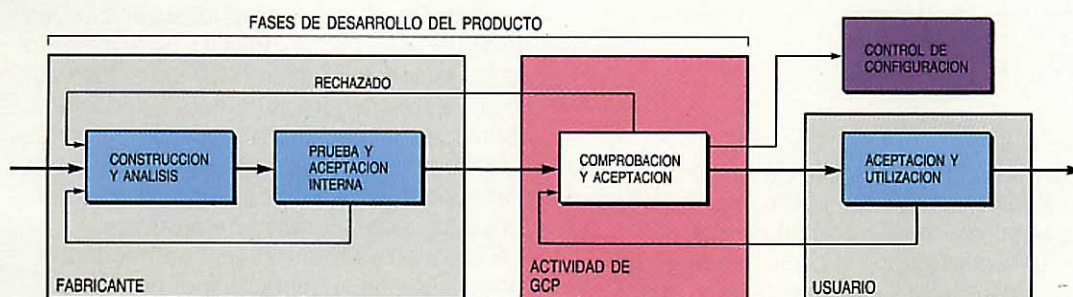 FASES DE DESARROLLO DEL PRODUCTO
RECHAZADO
CONSTRUCCION
Y ANALISIS
PRUEBA Y
ACEPTACION
INTERNA
FABRICANTE
COMPROBACION
Y ACEPTACION
ACTIVIDAD DE
GCP
CONTROL DE
CONFIGURACION
ACEPTACION Y
UTILIZACION
USUARIO